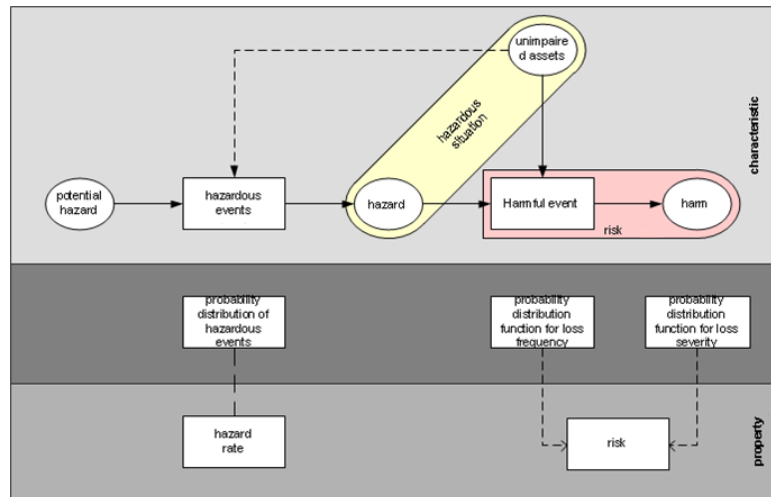 unimpaire
d assets
hazardous
situation
characteristic
potential
hazard
hazardous
events
hazard
Harmful event
harm
risk
probability
distribution of
hazardous
events
probability
distribution
function for loss
frequency
probability
distribution
function for loss
severity
hazard
rate
risk
property